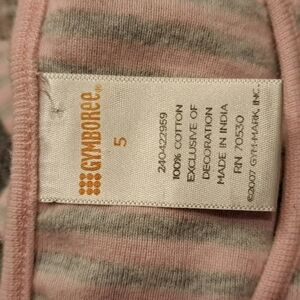 GYMBOREE®
5
240422959
100% COTTON
EXCLUSIVE OF
DECORATION
MADE IN INDIA
RN 70530
©2007 GYM-MARK, INC.